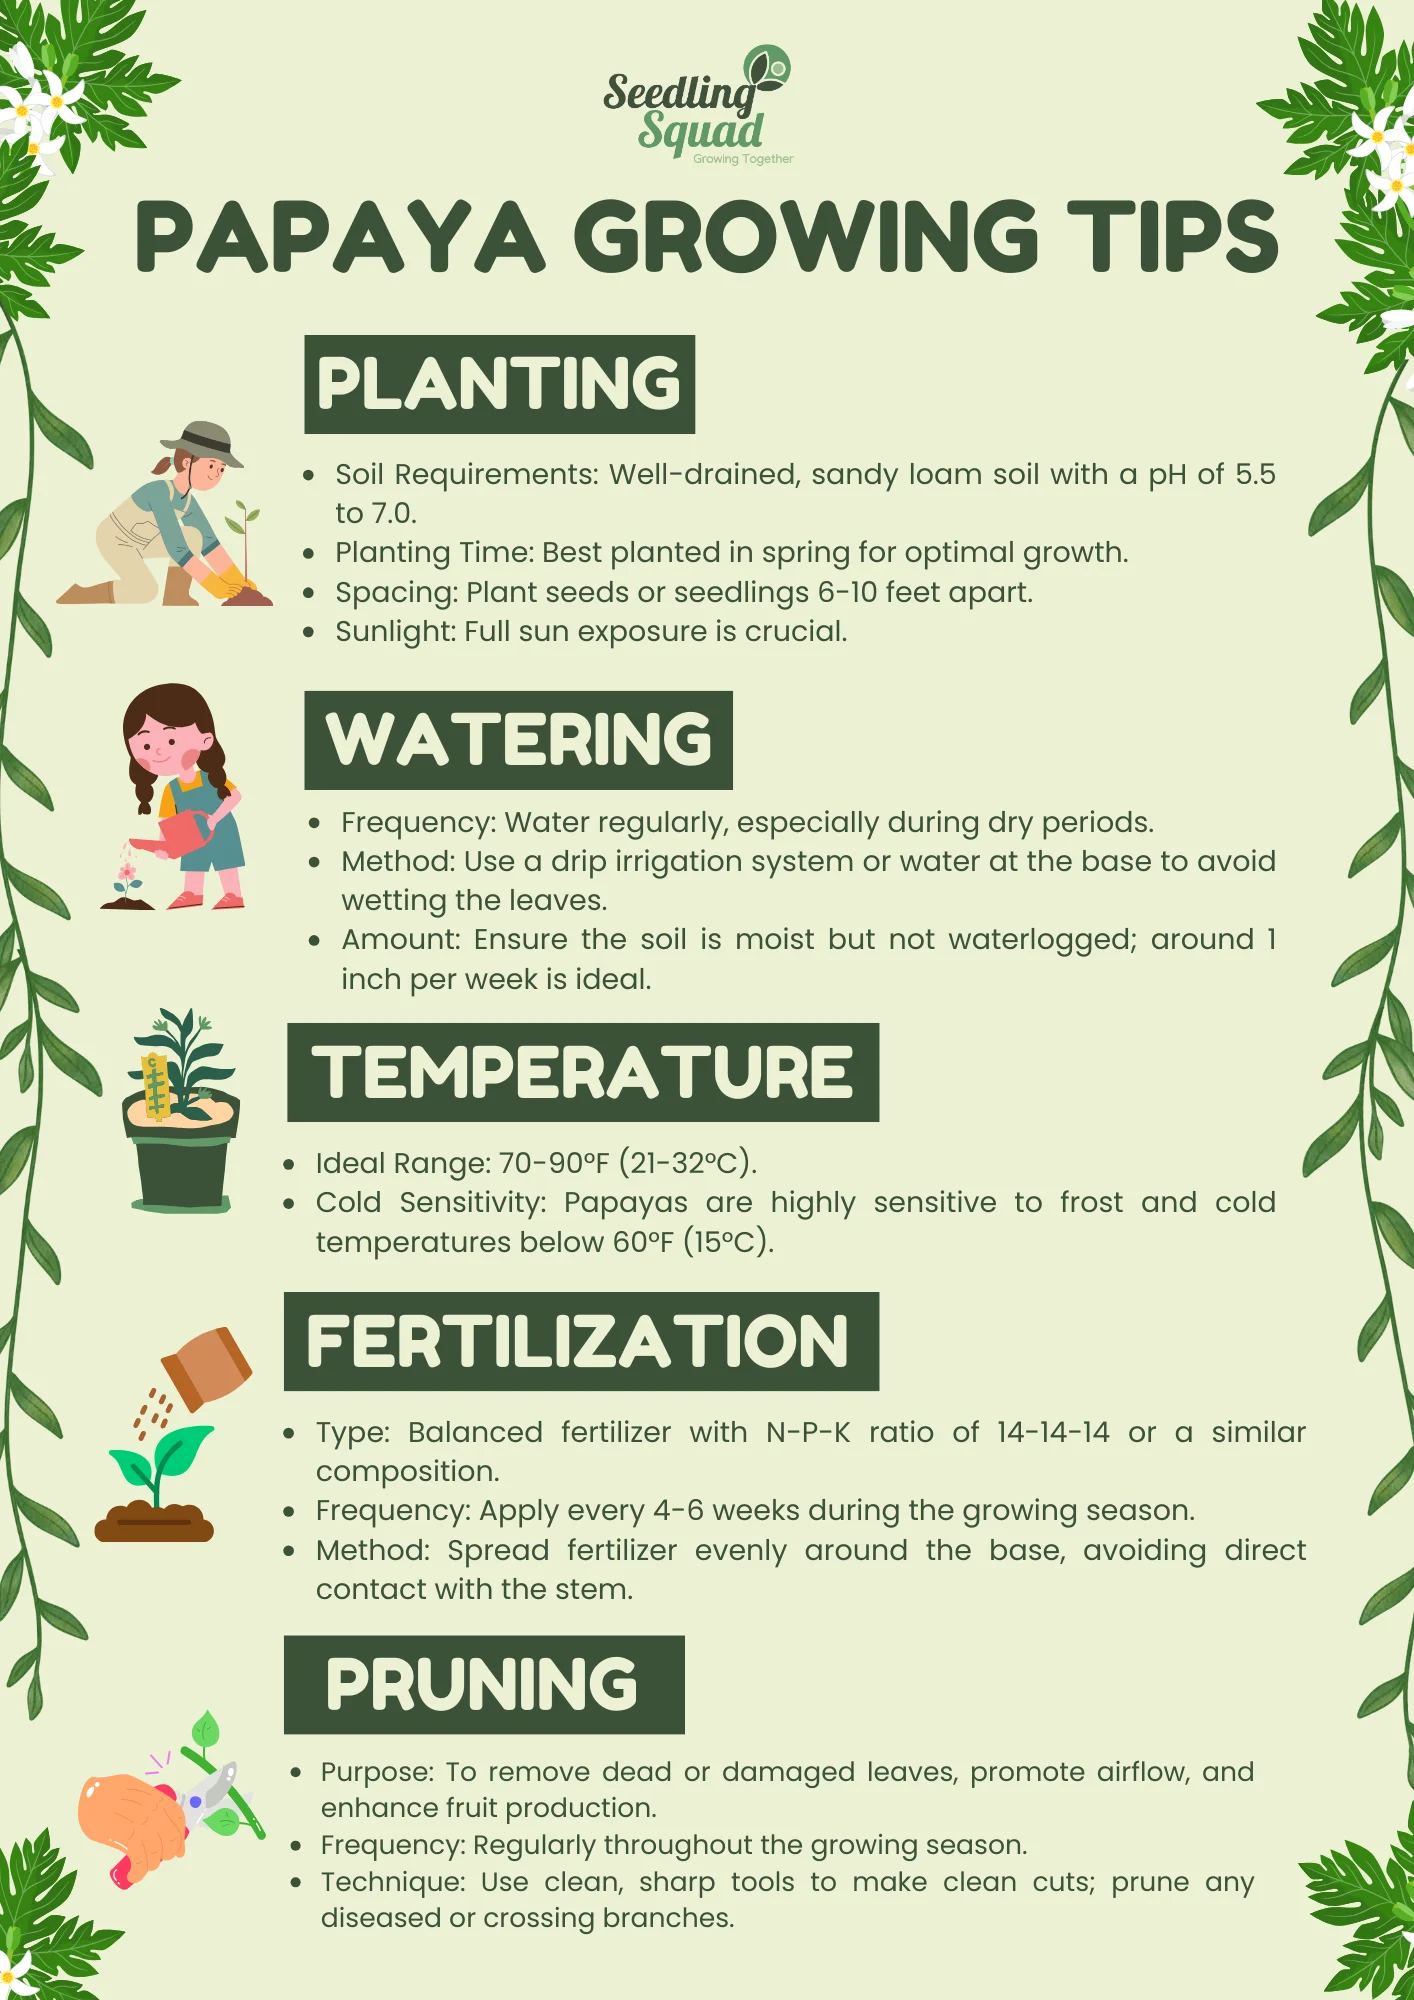 Seedling
Squad
Growing Together
PAPAYA GROWING TIPS
PLANTING
• Soil Requirements: Well-drained, sandy loam soil with a pH of 5.5
to 7.0.
• Planting Time: Best planted in spring for optimal growth.
• Spacing: Plant seeds or seedlings 6-10 feet apart.
• Sunlight: Full sun exposure is crucial.
WATERING
• Frequency: Water regularly, especially during dry periods.
• Method: Use a drip irrigation system or water at the base to avoid
wetting the leaves.
• Amount: Ensure the soil is moist but not waterlogged; around 1
inch per week is ideal.
C
TEMPERATURE
• Ideal Range: 70-90°F (21-32°C).
• Cold Sensitivity: Papayas are highly sensitive to frost and cold
temperatures below 60°F (15°C).
FERTILIZATION
• Type: Balanced fertilizer with N-P-K ratio of 14-14-14 or a similar
composition.
• Frequency: Apply every 4-6 weeks during the growing season.
• Method: Spread fertilizer evenly around the base, avoiding direct
contact with the stem.
PRUNING
• Purpose: To remove dead or damaged leaves, promote airflow, and
enhance fruit production.
• Frequency: Regularly throughout the growing season.
• Technique: Use clean, sharp tools to make clean cuts; prune any
diseased or crossing branches.